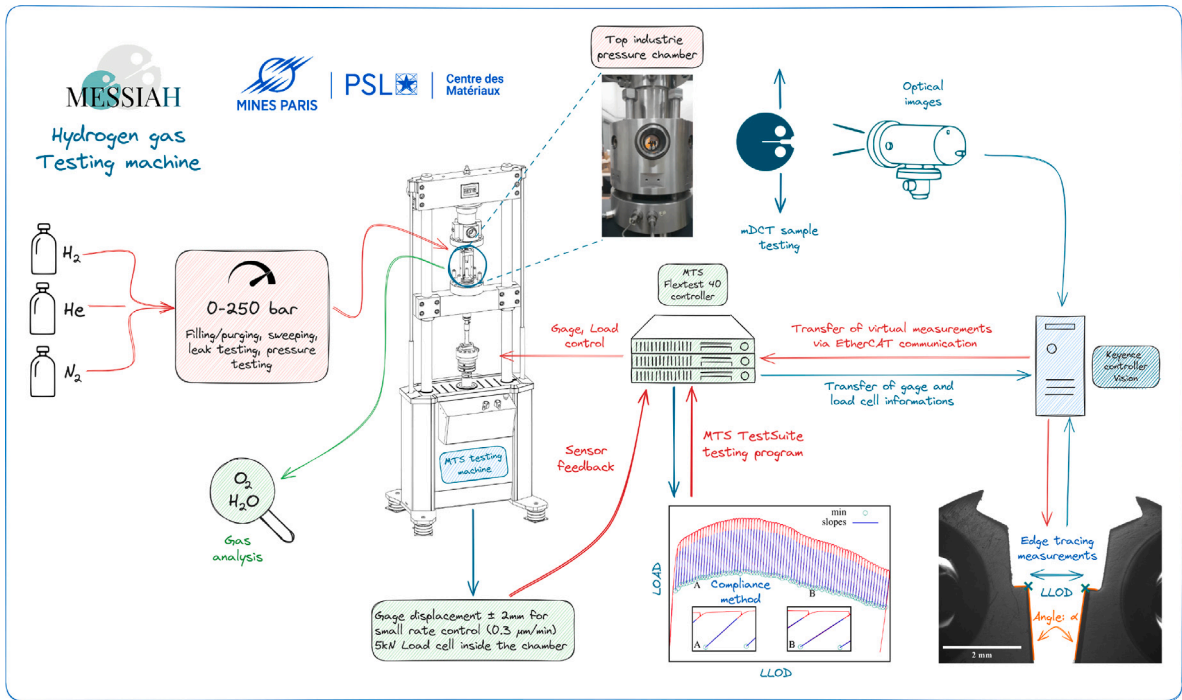 MESSIAH
MINES PARIS
PSL
Centre des
Matériaux
Hydrogen gas
Testing machine
Top industrie
pressure chamber
Optical
images
mDCT sample
testing
H₂
He
N₂
0-250 bar
Filling/purging, sweeping,
leak testing, pressure
testing
MTS
Flextest 40
controller
Gage, Load
control
Transfer of virtual measurements
via EtherCAT communication
Transfer of gage and
load cell informations
Keyence
controller
Vision
MTS testing
machine
Sensor
feedback
MTS TestSuite
testing program
O₂
H₂O
Gas
analysis
Gage displacement ± 2mm for
small rate control (0.3 µm/min)
5kN Load cell inside the chamber
min
slopes
LOAD
A
Compliance
method
B
A
B
LLOD
Edge tracing
measurements
LLOD
Angle: α
2 mm